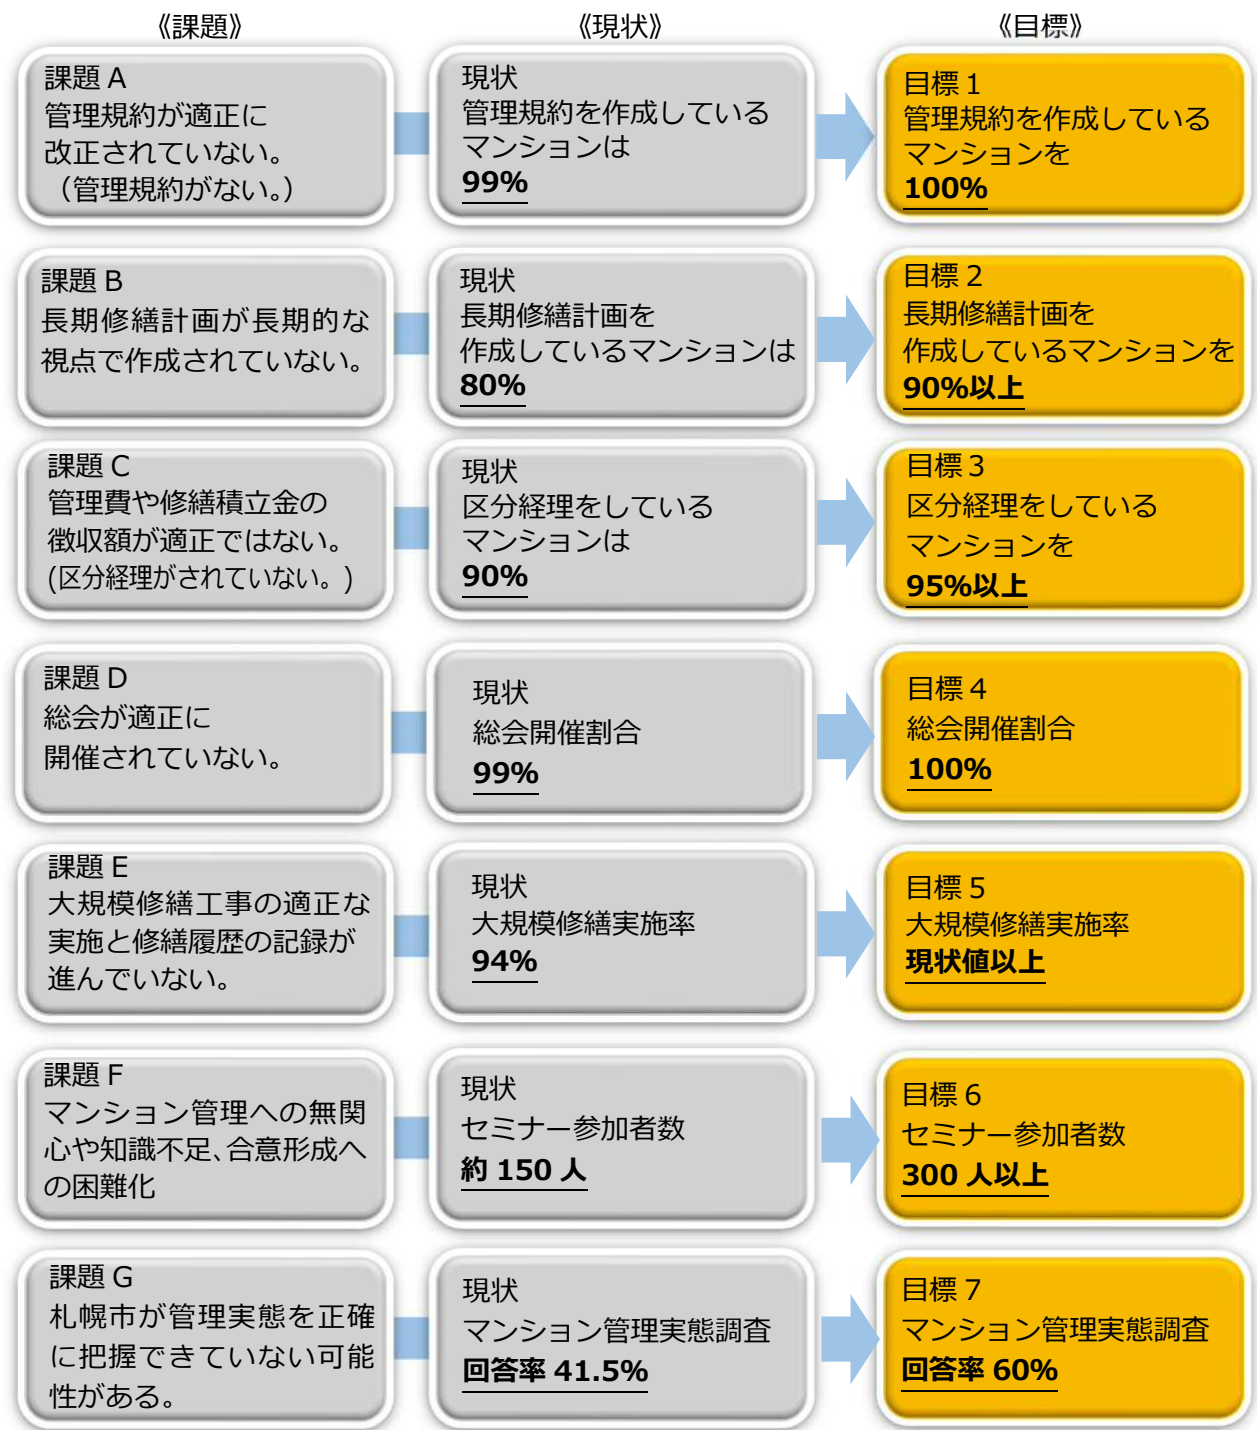 《課題》
《現状》
《目標》
課題 A
管理規約が適正に
改正されていない。
（管理規約がない。）
現状
管理規約を作成している
マンションは
99%
目標 1
管理規約を作成している
マンションを
100%
課題 B
長期修繕計画が長期的な
視点で作成されていない。
現状
長期修繕計画を
作成しているマンションは
80%
目標 2
長期修繕計画を
作成しているマンションを
90%以上
課題 C
管理費や修繕積立金の
徴収額が適正ではない。
(区分経理がされていない。)
現状
区分経理をしている
マンションは
90%
目標 3
区分経理をしている
マンションを
95%以上
課題 D
総会が適正に
開催されていない。
現状
総会開催割合
99%
目標 4
総会開催割合
100%
課題 E
大規模修繕工事の適正な
実施と修繕履歴の記録が
進んでいない。
現状
大規模修繕実施率
94%
目標 5
大規模修繕実施率
現状値以上
課題 F
マンション管理への無関
心や知識不足、合意形成へ
の困難化
現状
セミナー参加者数
約 150 人
目標 6
セミナー参加者数
300 人以上
課題 G
札幌市が管理実態を正確
に把握できていない可能
性がある。
現状
マンション管理実態調査
回答率 41.5%
目標 7
マンション管理実態調査
回答率 60%